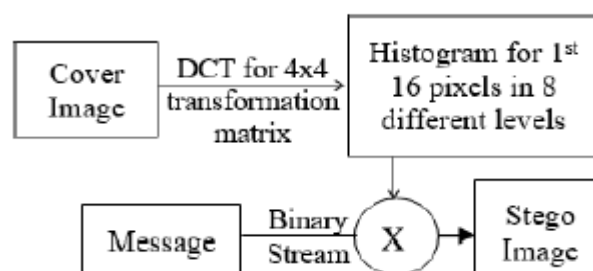 Cover
Image
DCT for 4x4
transformation
matrix
Histogram for 1st
16 pixels in 8
different levels
Message
Binary
Stream
X
Stego
Image